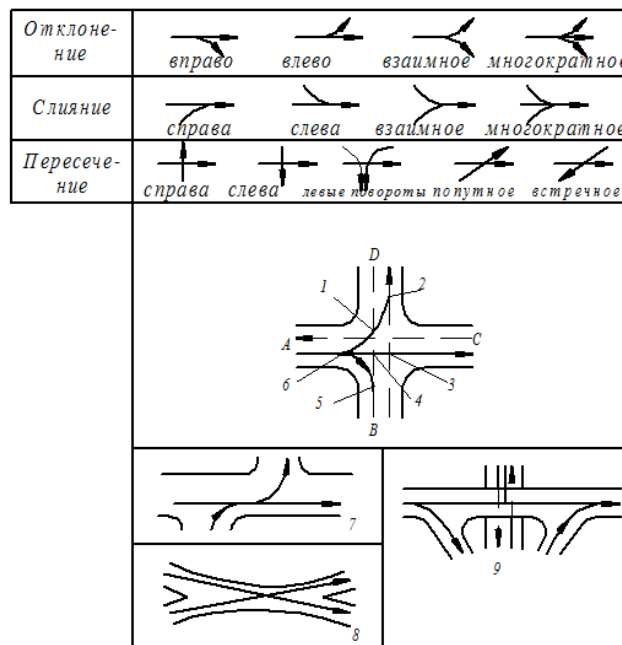 Отклоне-
ние
вправо влево взаимное многократное
Слияние
справа слева взаимное многократное
Пересече-
ние
справа слева левые повороты попутное встречное
D
1 2
A C
6 5 4 3
B
7
8
9